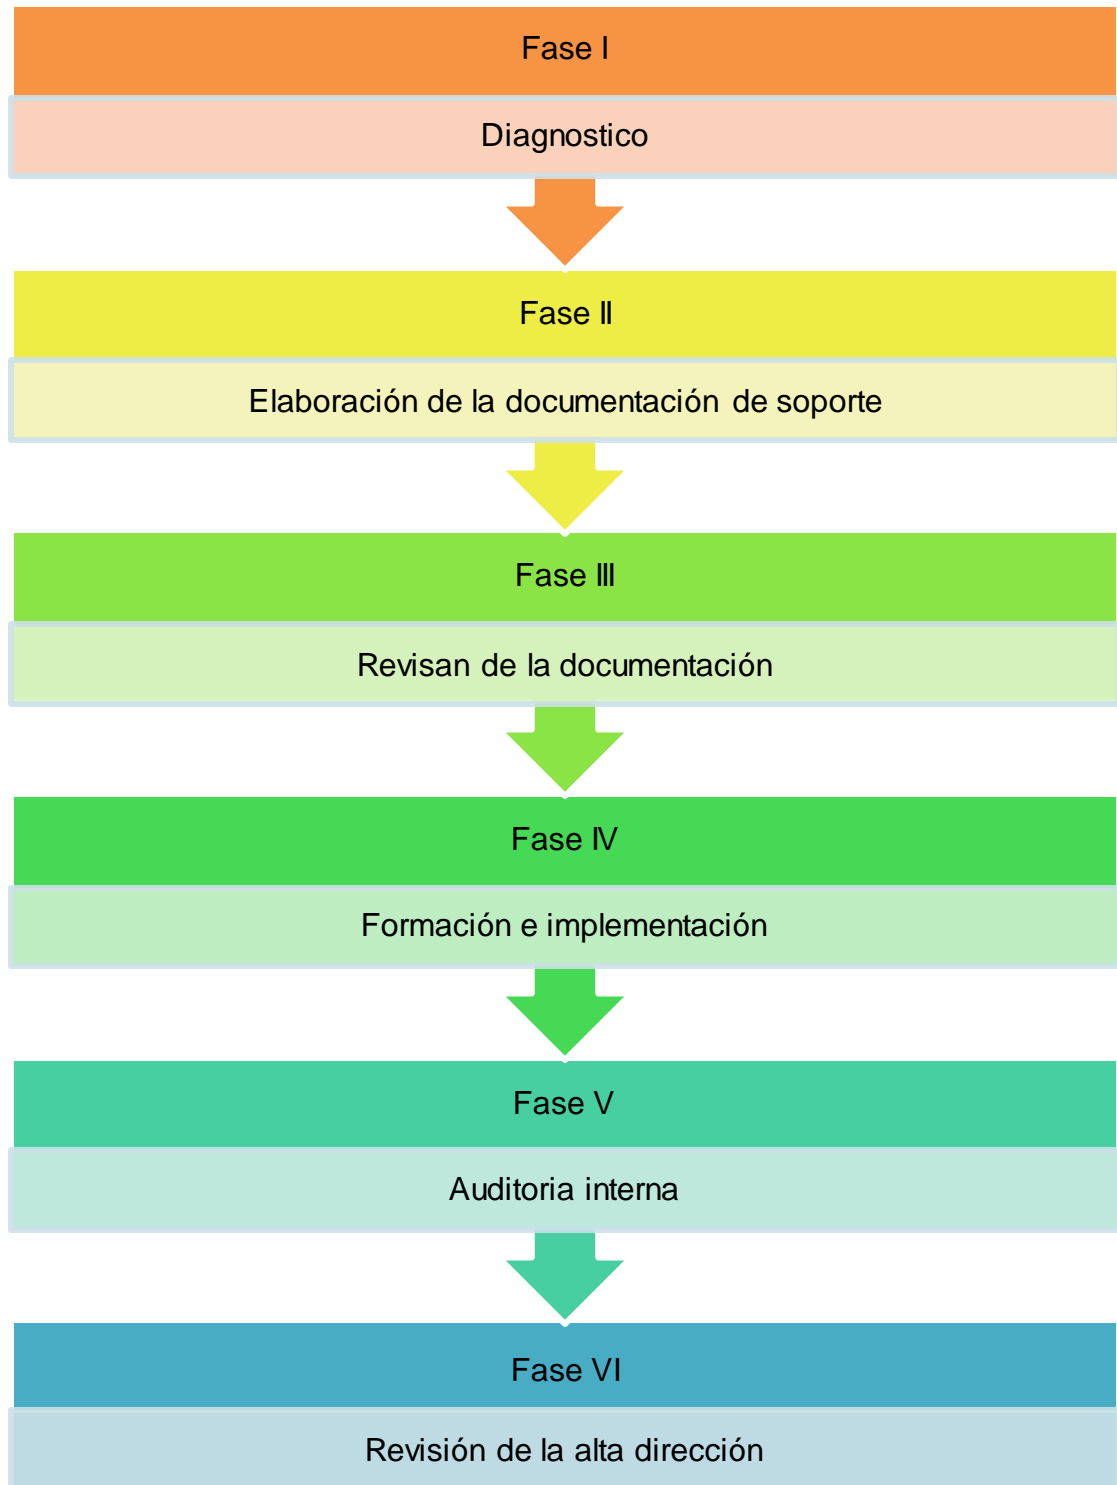 Fase I
Diagnostico
Fase II
Elaboración de la documentación de soporte
Fase III
Revisan de la documentación
Fase IV
Formación e implementación
Fase V
Auditoria interna
Fase VI
Revisión de la alta dirección